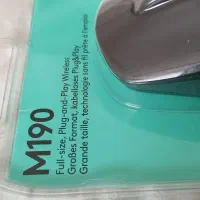 M190
Full-size, Plug-and-Play Wireless
Großes Format, kabelloses Plug&Play
Grande taille, technologie sans fil prête à l'emploi